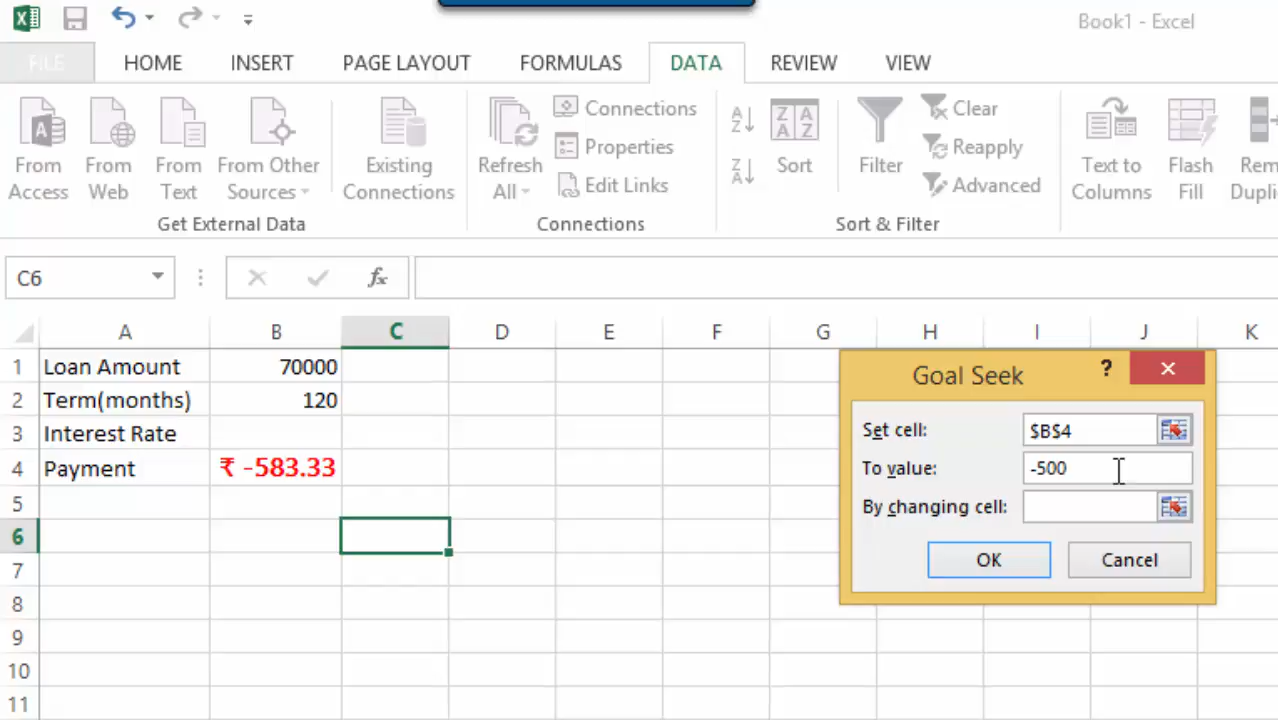 Book1 - Excel
FILE HOME INSERT PAGE LAYOUT FORMULAS DATA REVIEW VIEW
From Access
From Web
From Text
From Other Sources
Existing Connections
Refresh All
Connections
Properties
Edit Links
Sort
Filter
Clear
Reapply
Advanced
Text to Columns
Flash Fill
Get External Data
Connections
Sort & Filter
C6
fx
A B C D E F G H I J K
1 Loan Amount 70000
2 Term(months) 120
3 Interest Rate
4 Payment ₹ -583.33
5
6
7
8
9
10
11
Goal Seek ?
Set cell: $B$4
To value: -500
By changing cell:
OK Cancel